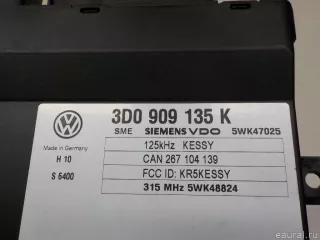 3D0 909 135 K
SME SIEMENS VDO 5WK47025
Made in Germany
125kHz KESSY
H 10
CAN 267 104 139
S 6400
FCC ID: KR5KESSY
315 MHz 5WK48824
eaural.ru